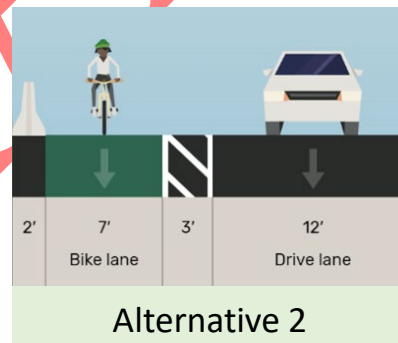 2′ 7′ 3′ 12′
Bike lane Drive lane
Alternative 2